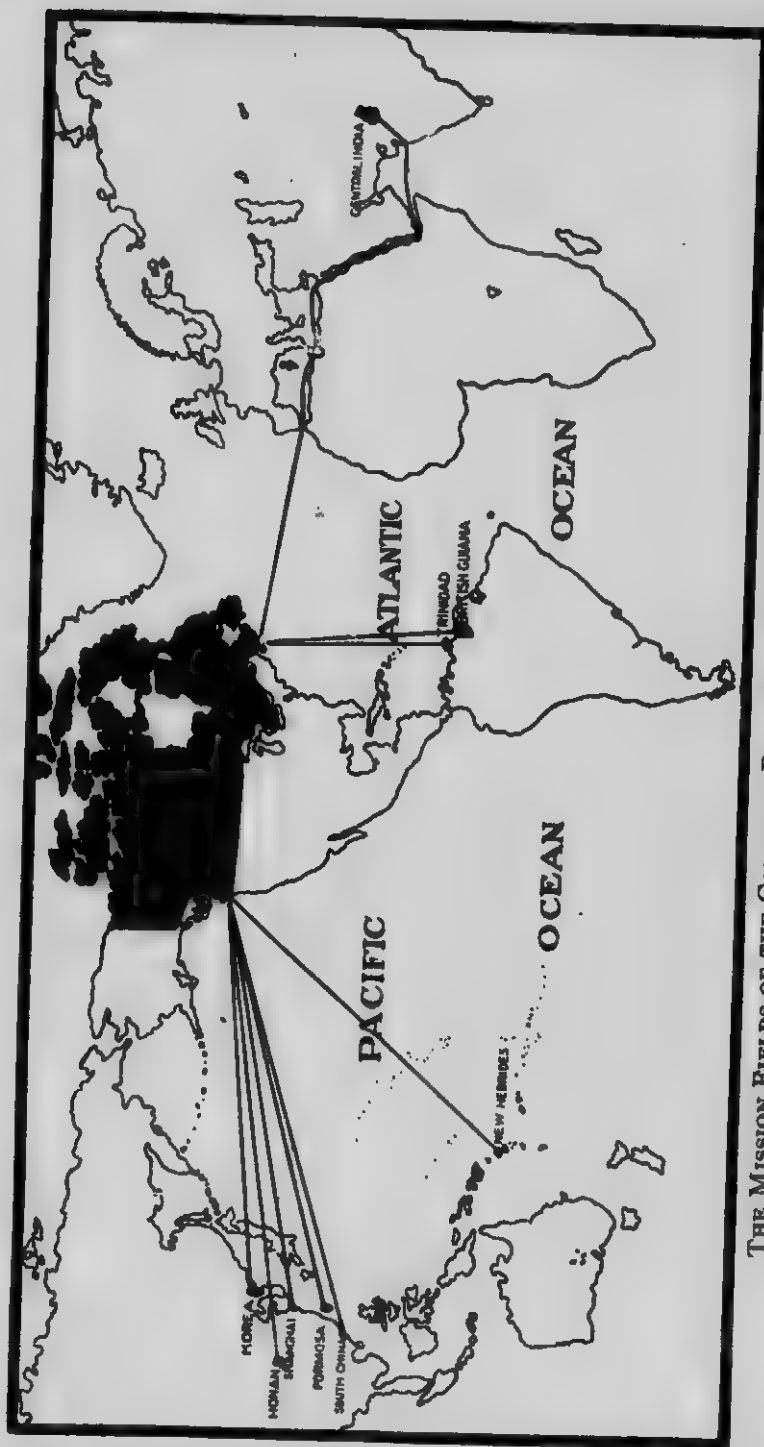 CENTRAL INDIA
ATLANTIC
OCEAN
TRINIDAD
BRITISH GUIANA
PACIFIC
OCEAN
NEW HEBRIDES
KOREA
HONAN
SHANGHAI
FORMOSA
SOUTH CHINA
THE MISSION FIELDS OF THE